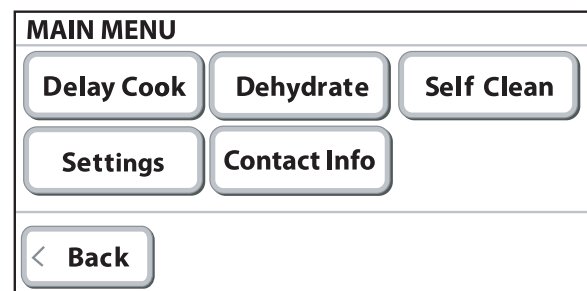 MAIN MENU
Delay Cook Dehydrate Self Clean
Settings Contact Info
< Back